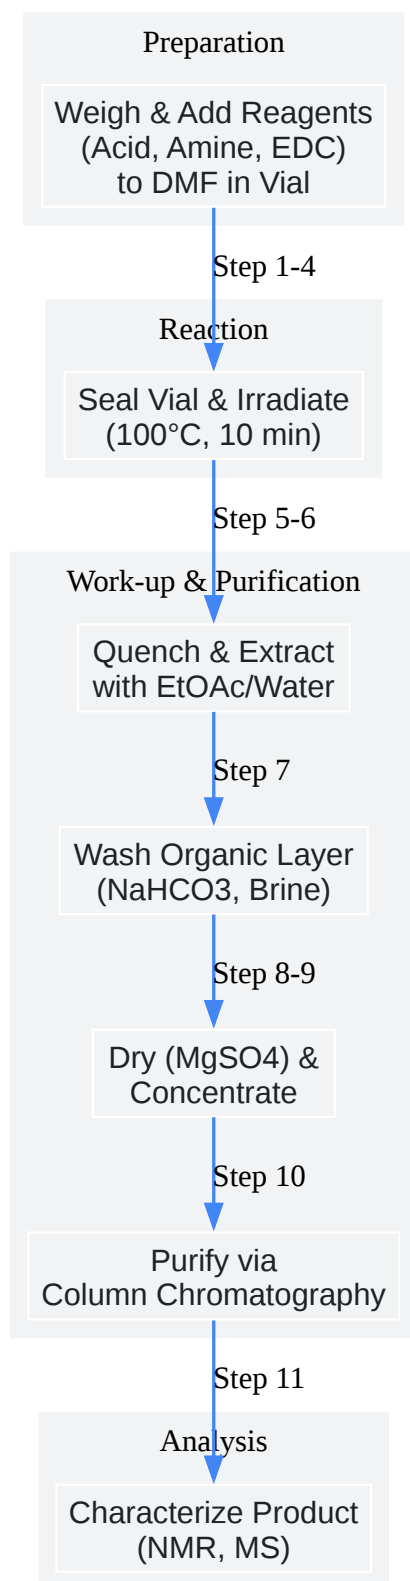 Preparation
Weigh & Add Reagents
(Acid, Amine, EDC)
to DMF in Vial
Step 1-4
Reaction
Seal Vial & Irradiate
(100°C, 10 min)
Step 5-6
Work-up & Purification
Quench & Extract
with EtOAc/Water
Step 7
Wash Organic Layer
(NaHCO3, Brine)
Step 8-9
Dry (MgSO4) &
Concentrate
Step 10
Purify via
Column Chromatography
Step 11
Analysis
Characterize Product
(NMR, MS)